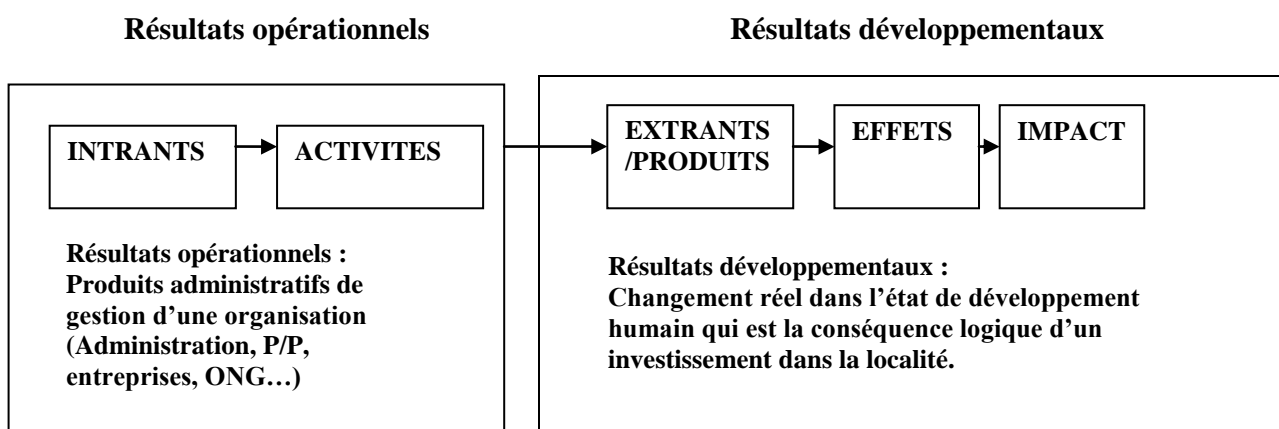 Résultats opérationnels
Résultats développementaux
INTRANTS
ACTIVITES
EXTRANTS
/PRODUITS
EFFETS
IMPACT
Résultats opérationnels :
Produits administratifs de
gestion d’une organisation
(Administration, P/P,
entreprises, ONG…)
Résultats développementaux :
Changement réel dans l’état de développement
humain qui est la conséquence logique d’un
investissement dans la localité.